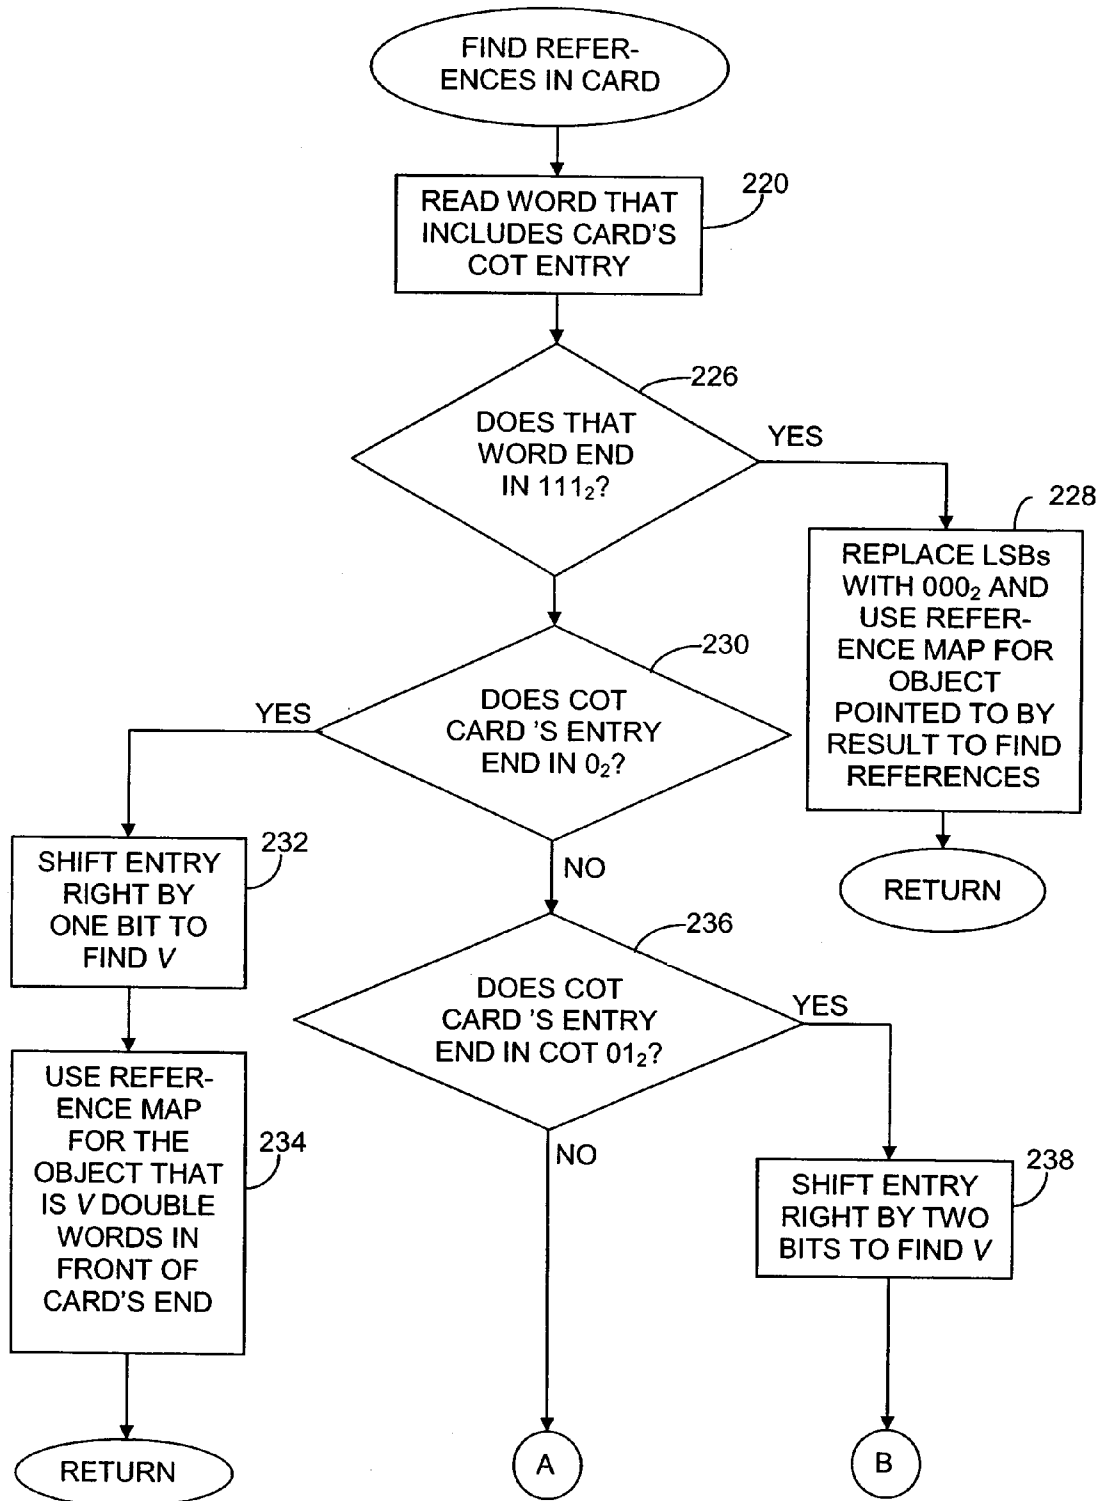 FIND REFER-
ENCES IN CARD
220
READ WORD THAT
INCLUDES CARD'S
COT ENTRY
226
DOES THAT
WORD END
IN 111₂?
YES
228
REPLACE LSBs
WITH 000₂ AND
USE REFER-
ENCE MAP FOR
OBJECT
POINTED TO BY
RESULT TO FIND
REFERENCES
RETURN
230
DOES COT
CARD 'S ENTRY
END IN 0₂?
YES
232
SHIFT ENTRY
RIGHT BY
ONE BIT TO
FIND V
234
USE REFER-
ENCE MAP
FOR THE
OBJECT THAT
IS V DOUBLE
WORDS IN
FRONT OF
CARD'S END
RETURN
NO
236
DOES COT
CARD 'S ENTRY
END IN COT 01₂?
YES
238
SHIFT ENTRY
RIGHT BY TWO
BITS TO FIND V
NO
A
B